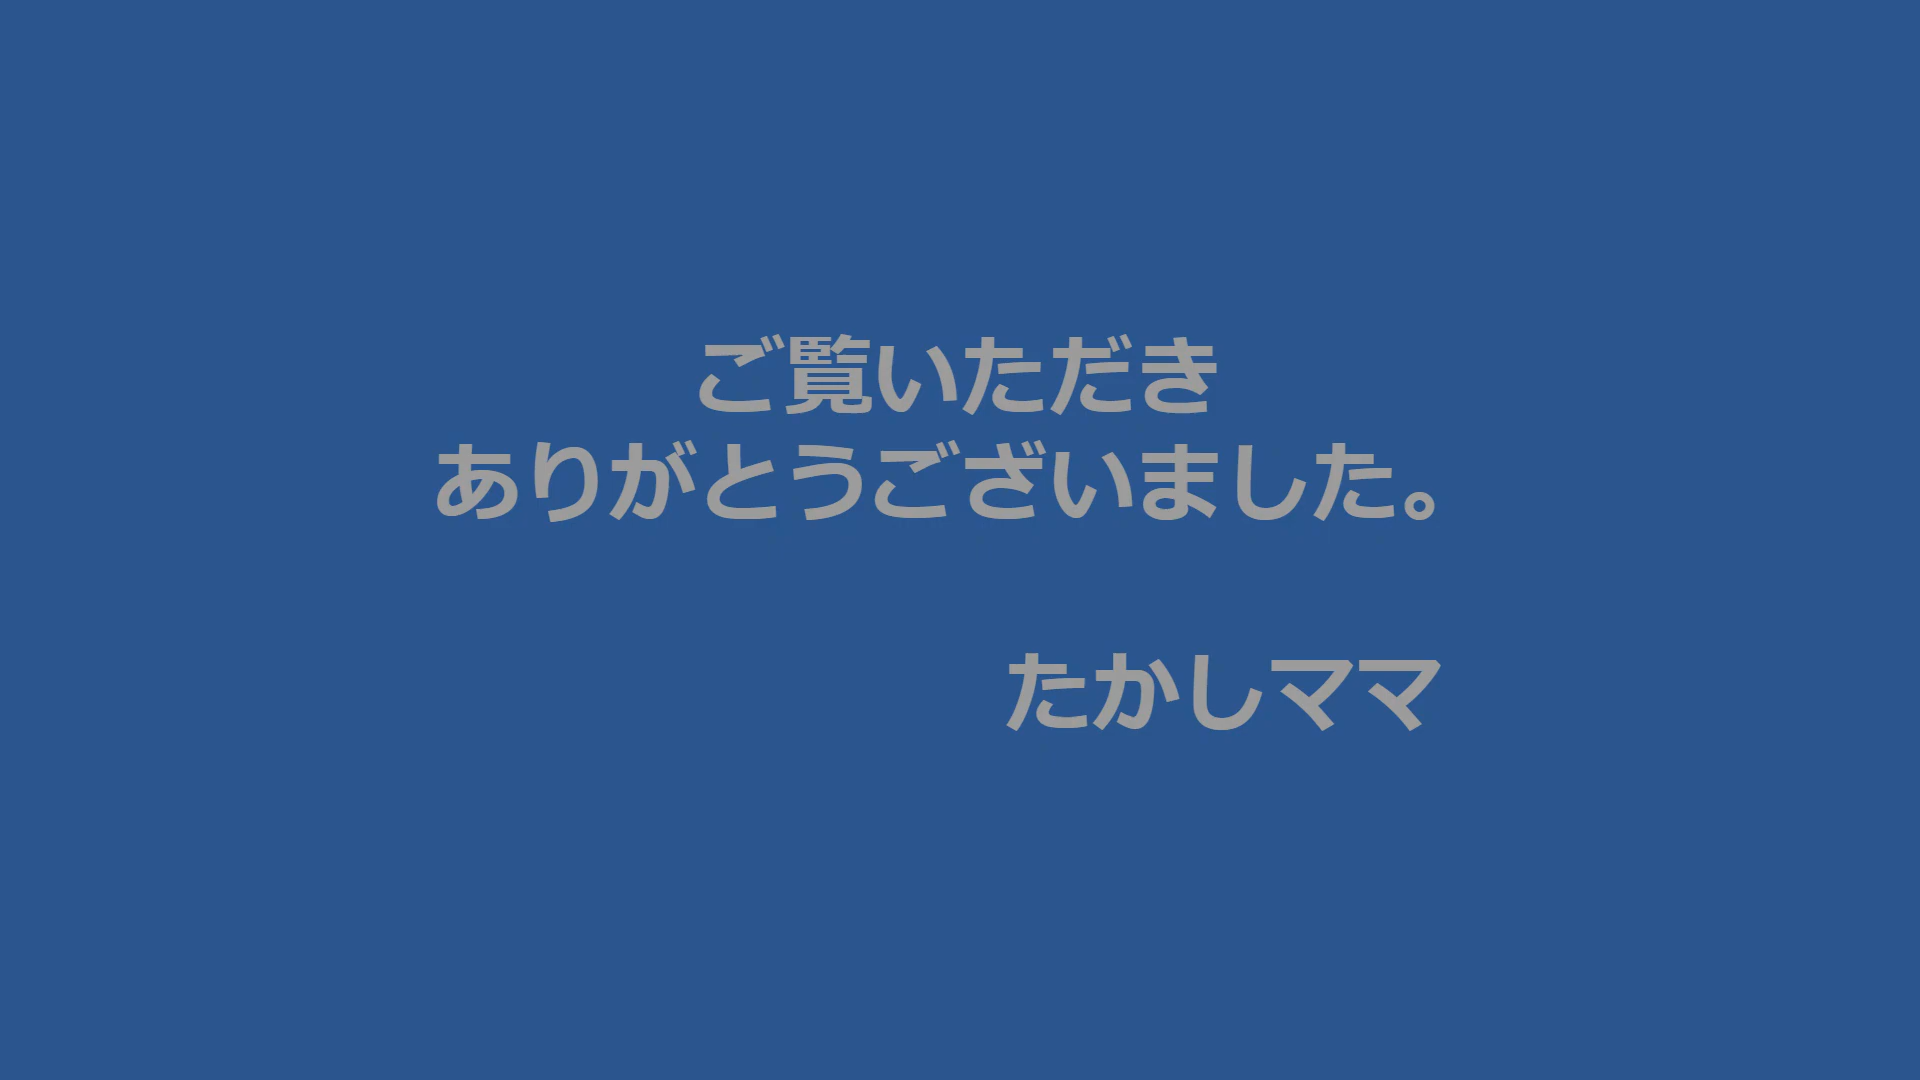 ご覧いただき
ありがとうございました。
たかしママ